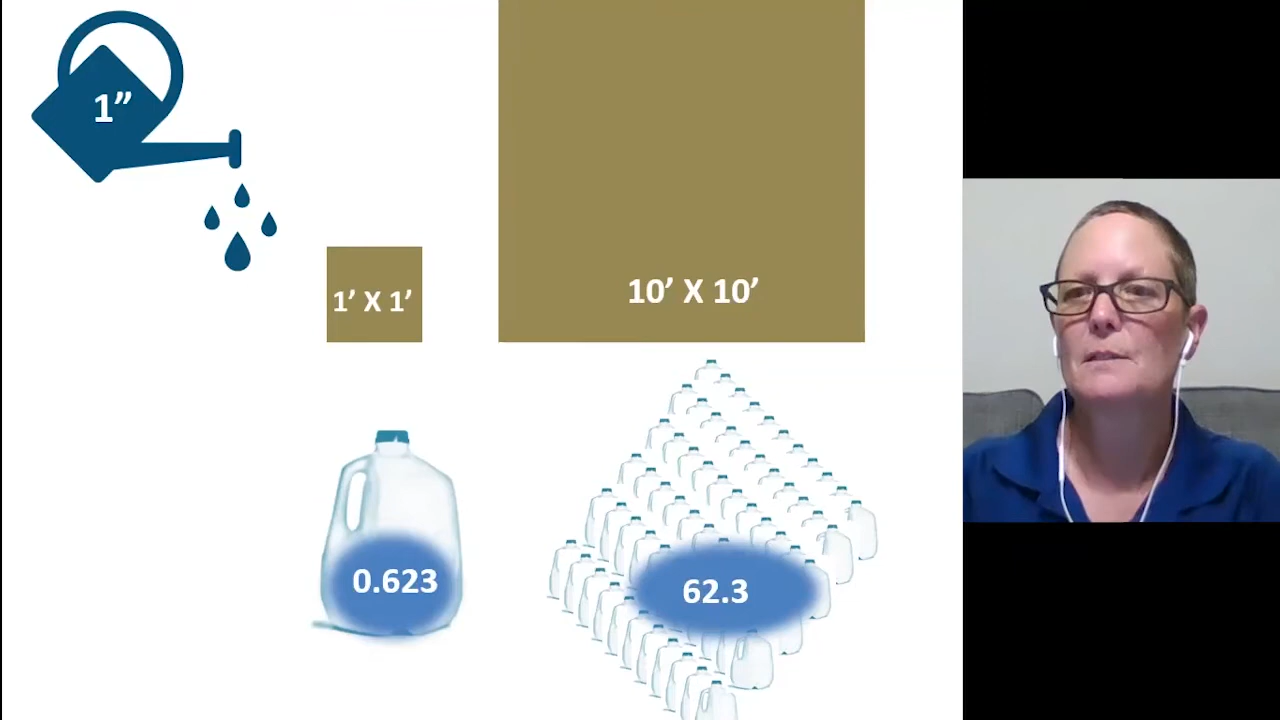 1”
1’ X 1’
10’ X 10’
0.623
62.3